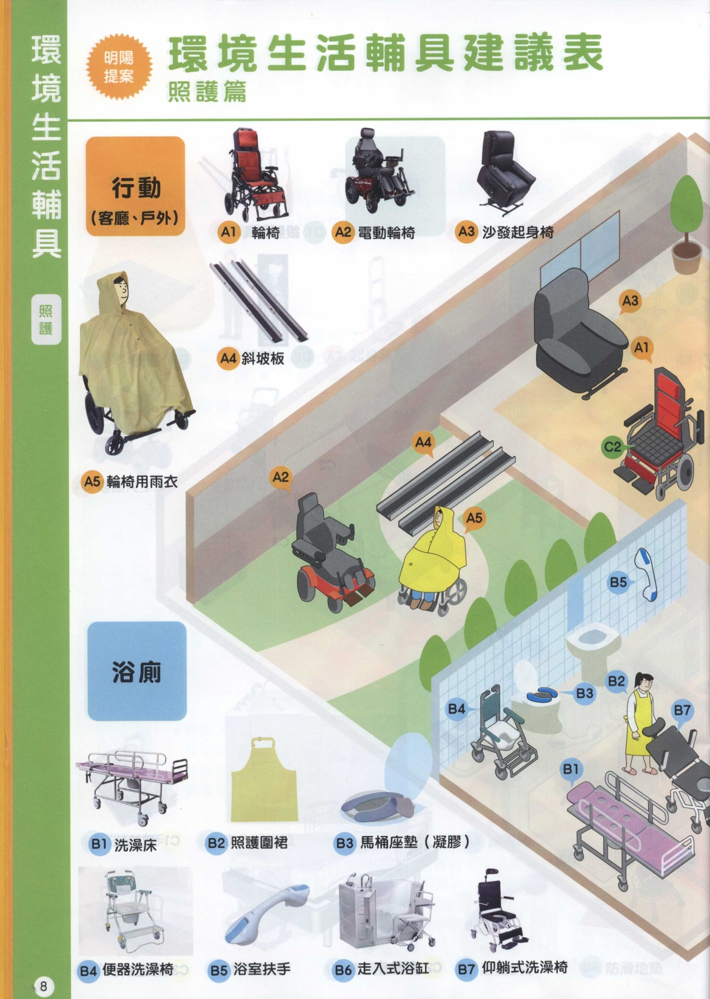 環境生活輔具
照護
明陽
提案
環境生活輔具建議表
照護篇
行動
(客廳、戶外)
A1 輪椅
A2 電動輪椅
A3 沙發起身椅
A4 斜坡板
A5 輪椅用雨衣
A3
A1
C2
A4
A2
A5
B5
B3
B2
B4
B7
B1
浴廁
B1 洗澡床
B2 照護圍裙
B3 馬桶座墊(凝膠)
B4 便器洗澡椅
B5 浴室扶手
B6 走入式浴缸
B7 仰躺式洗澡椅
防滑地墊
8